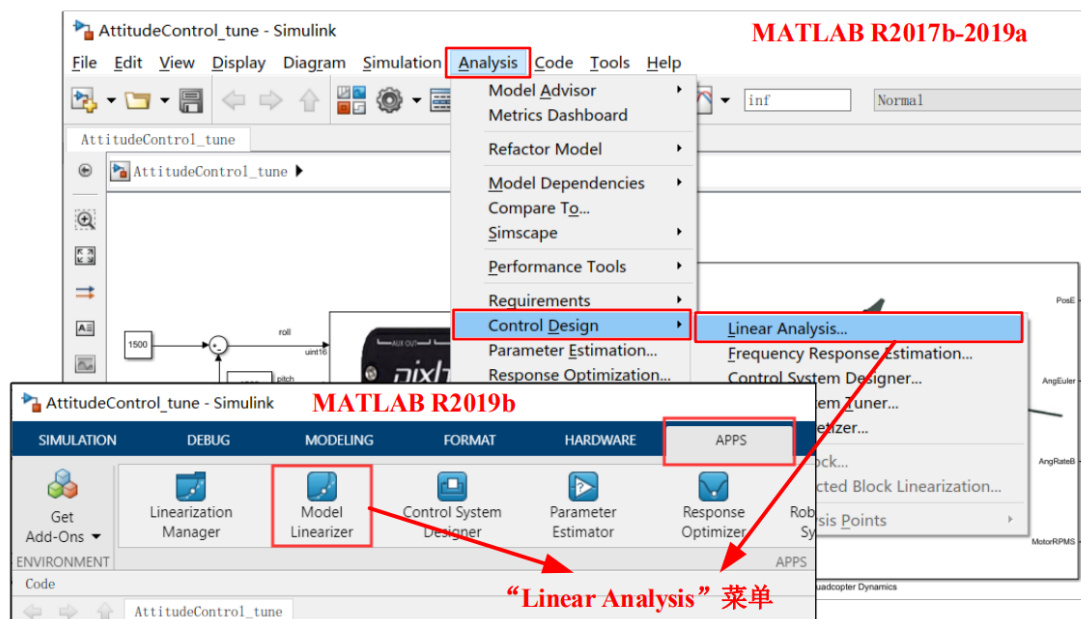 AttitudeControl_tune - Simulink
MATLAB R2017b-2019a
File Edit View Display Diagram Simulation Analysis Code Tools Help
inf
Normal
AttitudeControl_tune
AttitudeControl_tune
Model Advisor
Metrics Dashboard
Refactor Model
Model Dependencies
Compare To...
Simscape
Performance Tools
Requirements
Control Design
Parameter Estimation...
Response Optimization...
Linear Analysis...
Frequency Response Estimation...
Control System Designer...
Tuner...
Points
1500
roll
uint16
pitch
AUX OUT
PosE
AngEuler
AngRateB
MotorRPMS
Dynamics
AttitudeControl_tune - Simulink
MATLAB R2019b
SIMULATION DEBUG MODELING FORMAT HARDWARE APPS
Get Add-Ons
Linearization Manager
Model Linearizer
Control System Designer
Parameter Estimator
Response Optimizer
ENVIRONMENT
APPS
Code
AttitudeControl_tune
“Linear Analysis”菜单